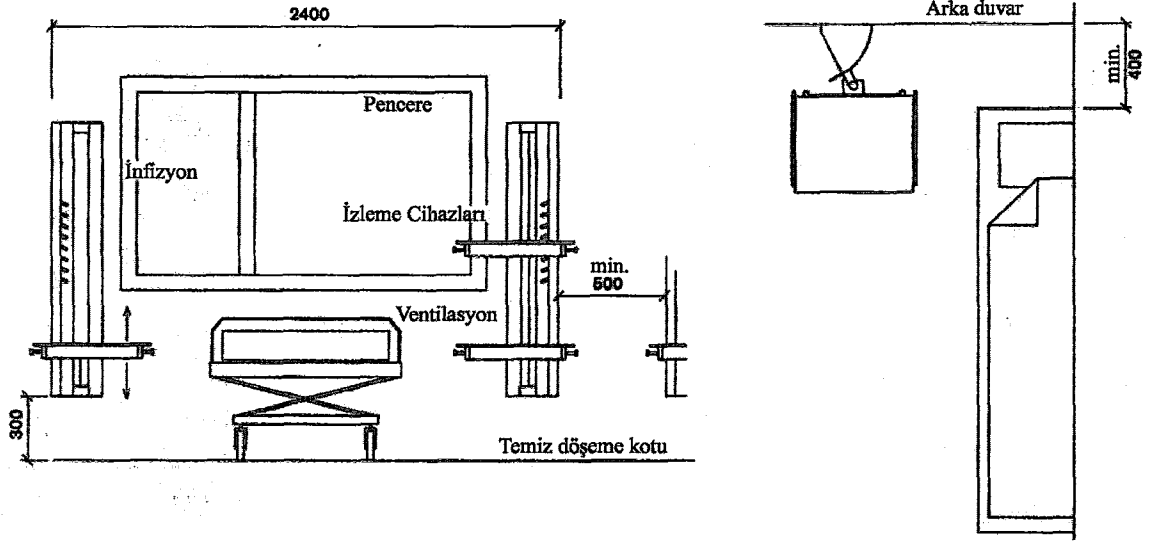 2400
Arka duvar
min.
400
Pencere
İnfizyon
İzleme Cihazları
min.
500
Ventilasyon
300
Temiz döşeme kotu